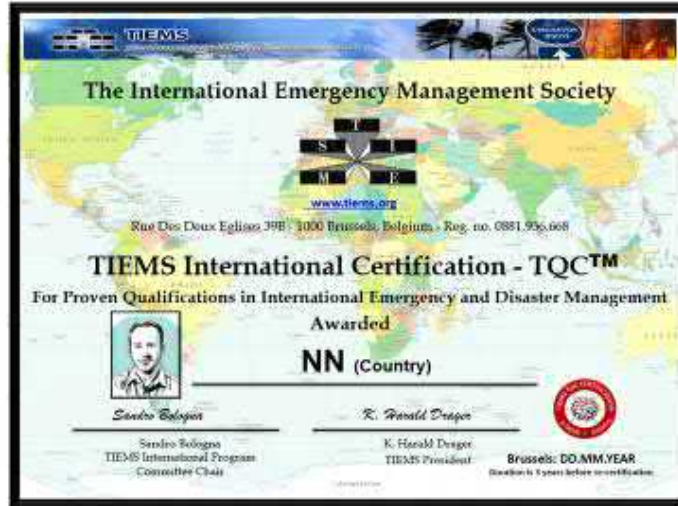 TIEMS
The International Emergency Management Society
T
S I
M E
www.tiems.org
Rue Des Deux Eglises 39B - 1000 Brussels, Belgium - Reg. no. 0881.956.668
TIEMS International Certification - TQC™
For Proven Qualifications in International Emergency and Disaster Management
Awarded
NN (Country)
Sandro Bologna K. Harald Drager
Sandro Bologna K. Harald Drager
TIEMS International Program TIEMS President
Committee Chair
Brussels: DD.MM.YEAR
Duration is 3 years before re-certification